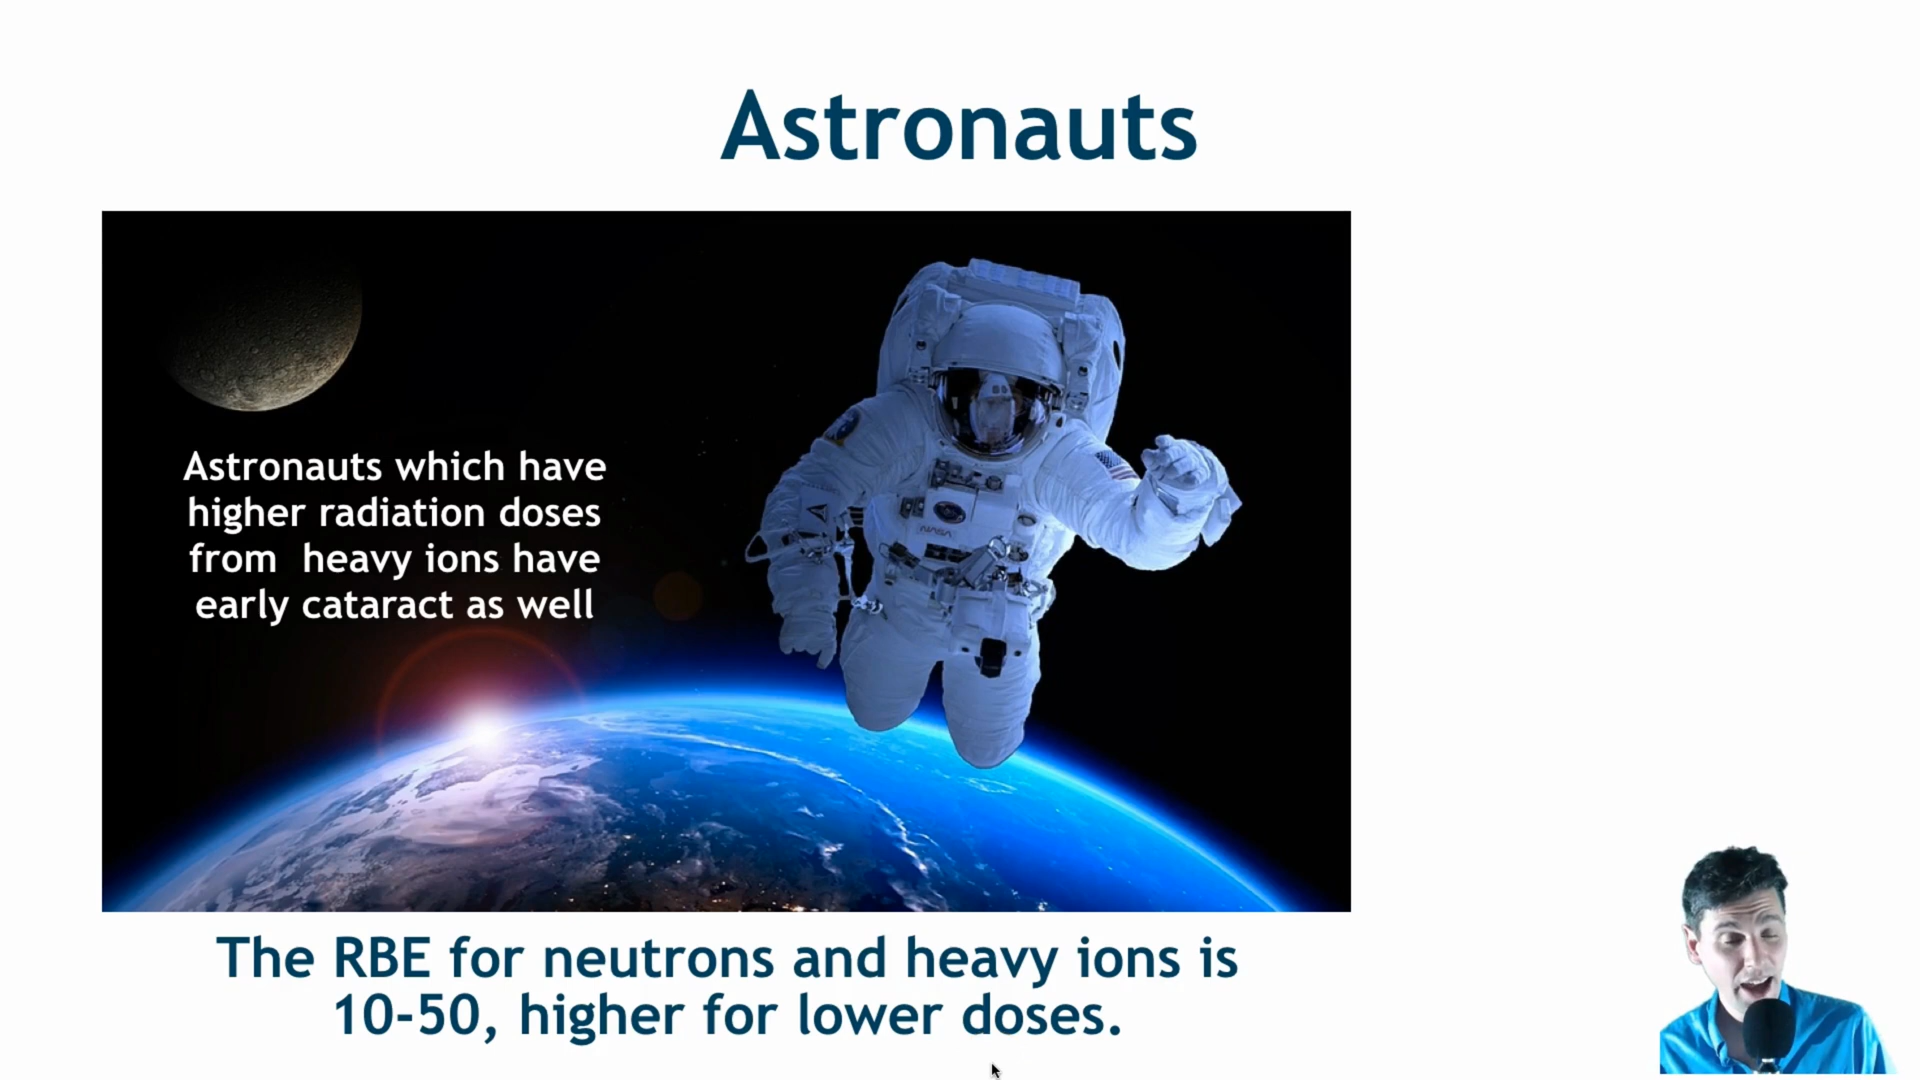 Astronauts
Astronauts which have
higher radiation doses
from heavy ions have
early cataract as well
NASA
The RBE for neutrons and heavy ions is
10-50, higher for lower doses.